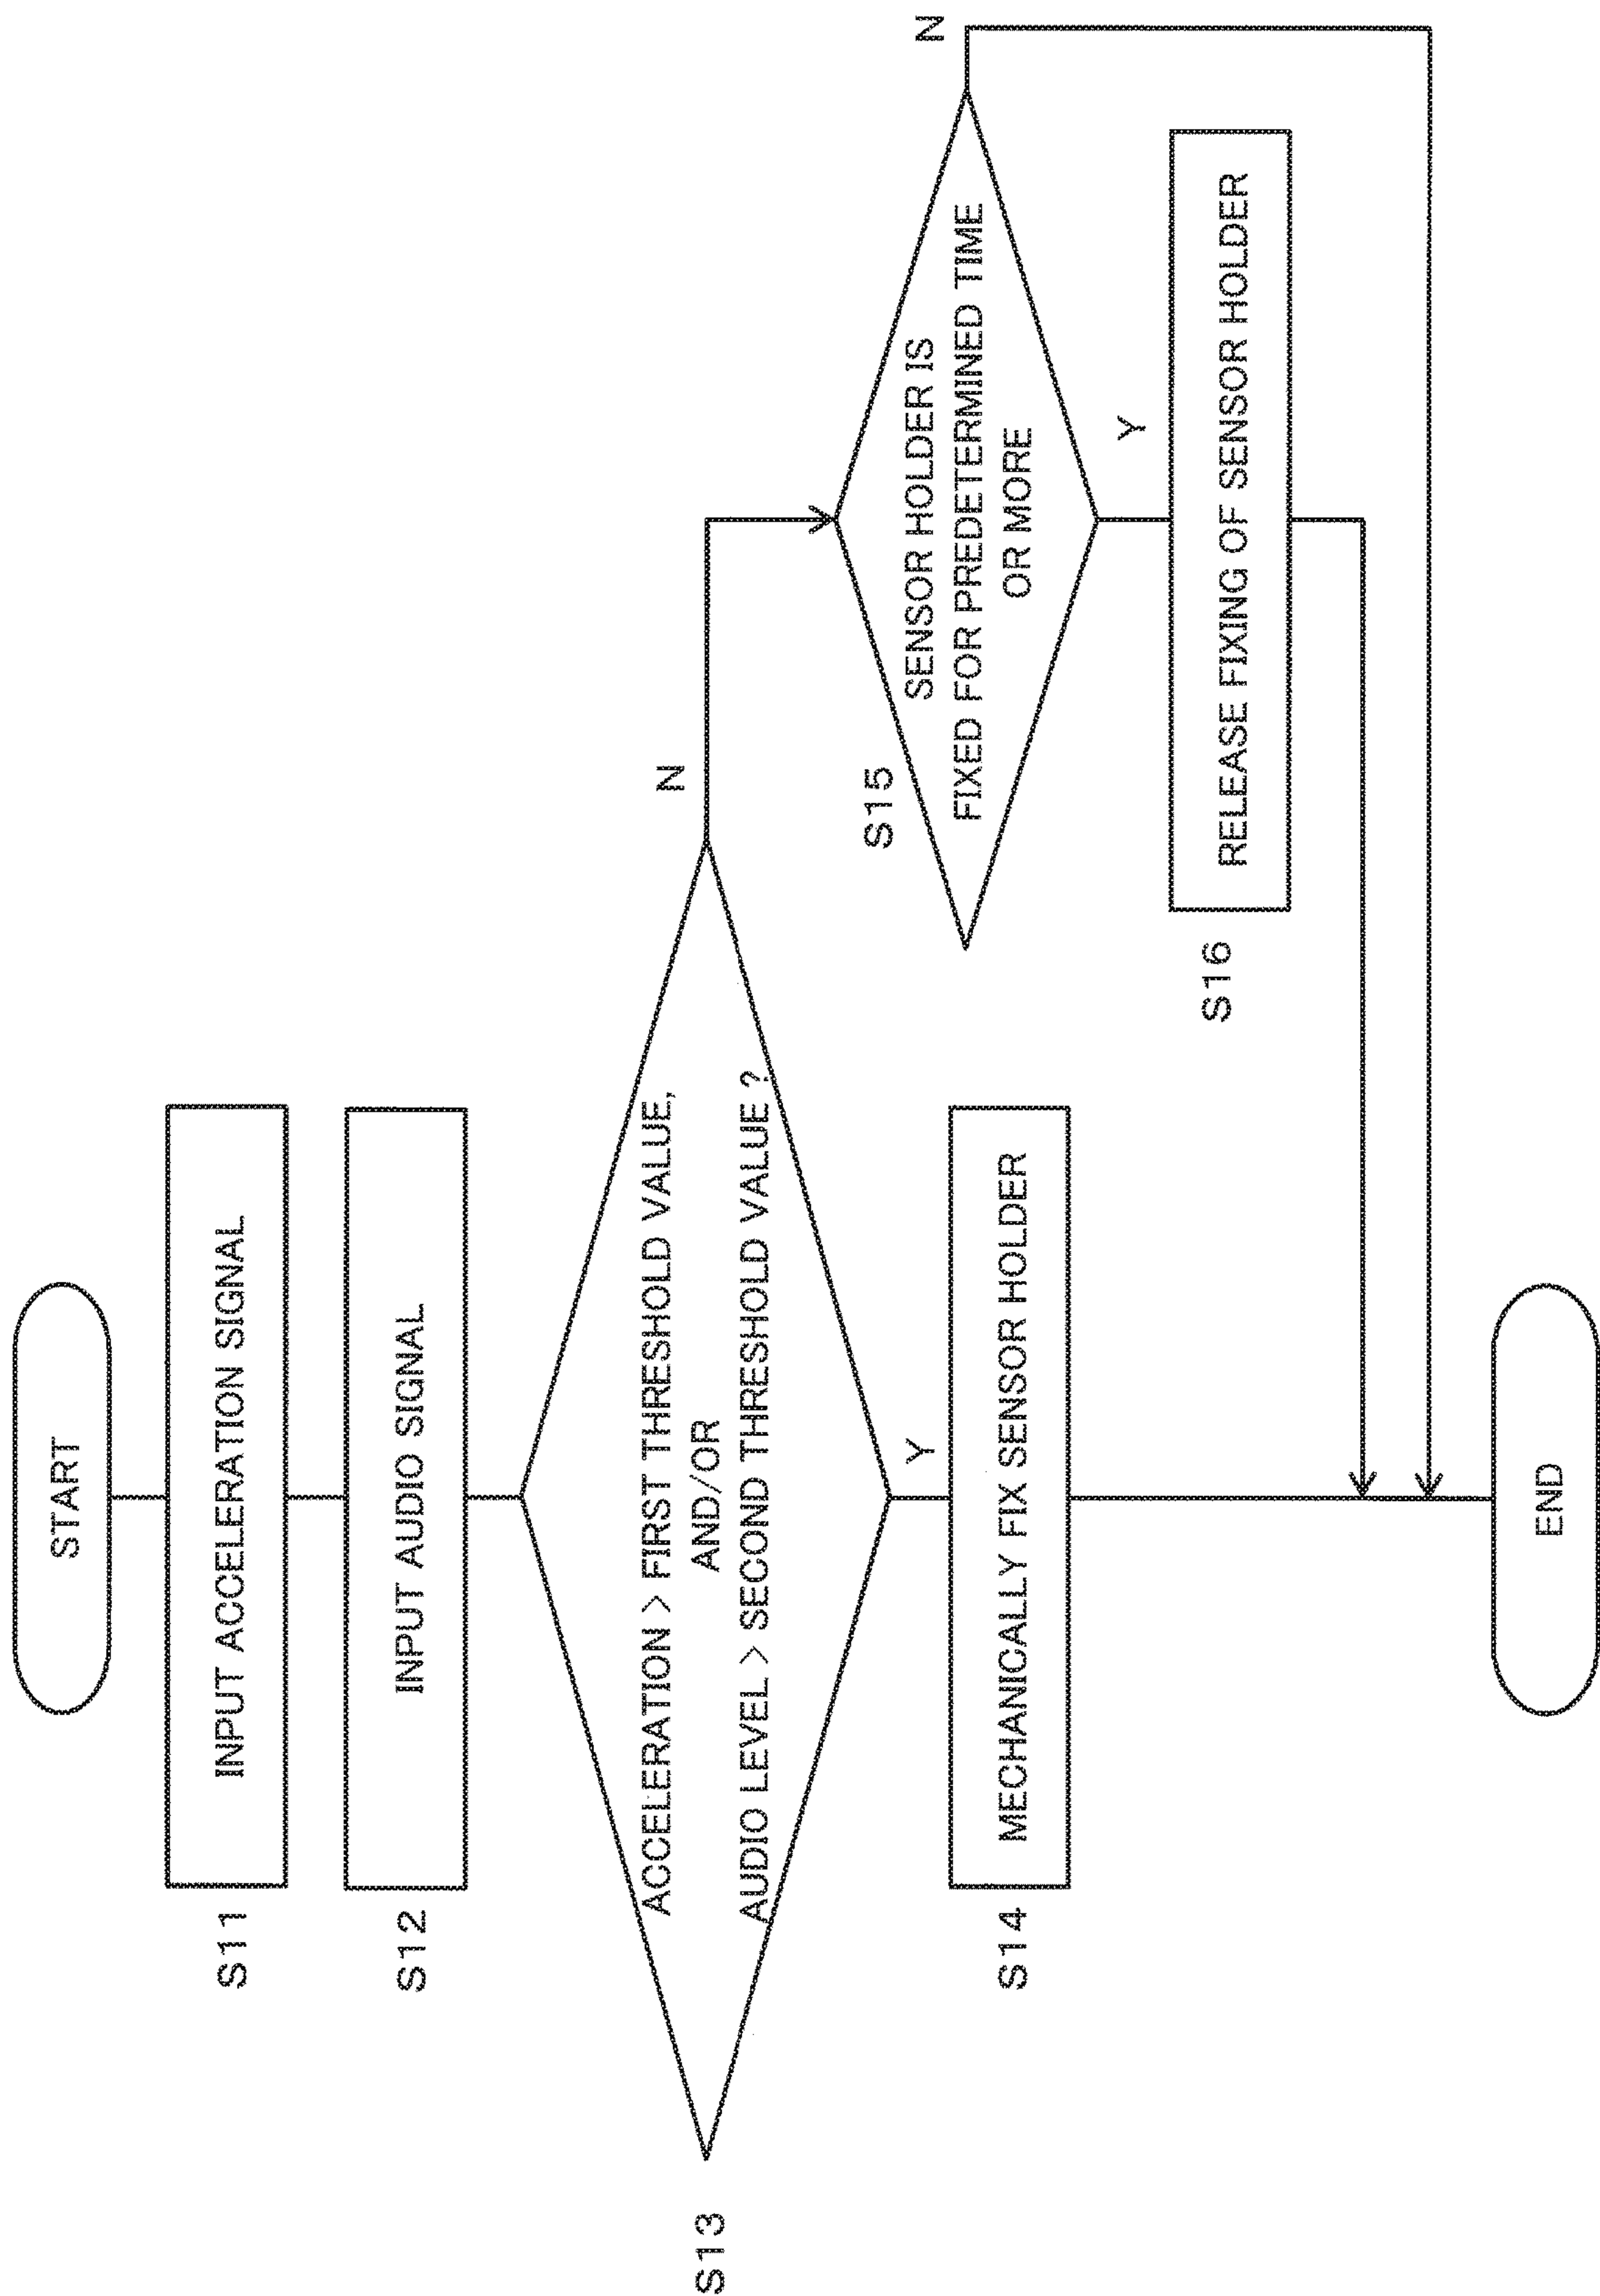 START
S11
INPUT ACCELERATION SIGNAL
S12
INPUT AUDIO SIGNAL
S13
ACCELERATION > FIRST THRESHOLD VALUE,
AND/OR
AUDIO LEVEL > SECOND THRESHOLD VALUE ?
N
Y
S14
MECHANICALLY FIX SENSOR HOLDER
S15
SENSOR HOLDER IS
FIXED FOR PREDETERMINED TIME
OR MORE
N
Y
S16
RELEASE FIXING OF SENSOR HOLDER
END